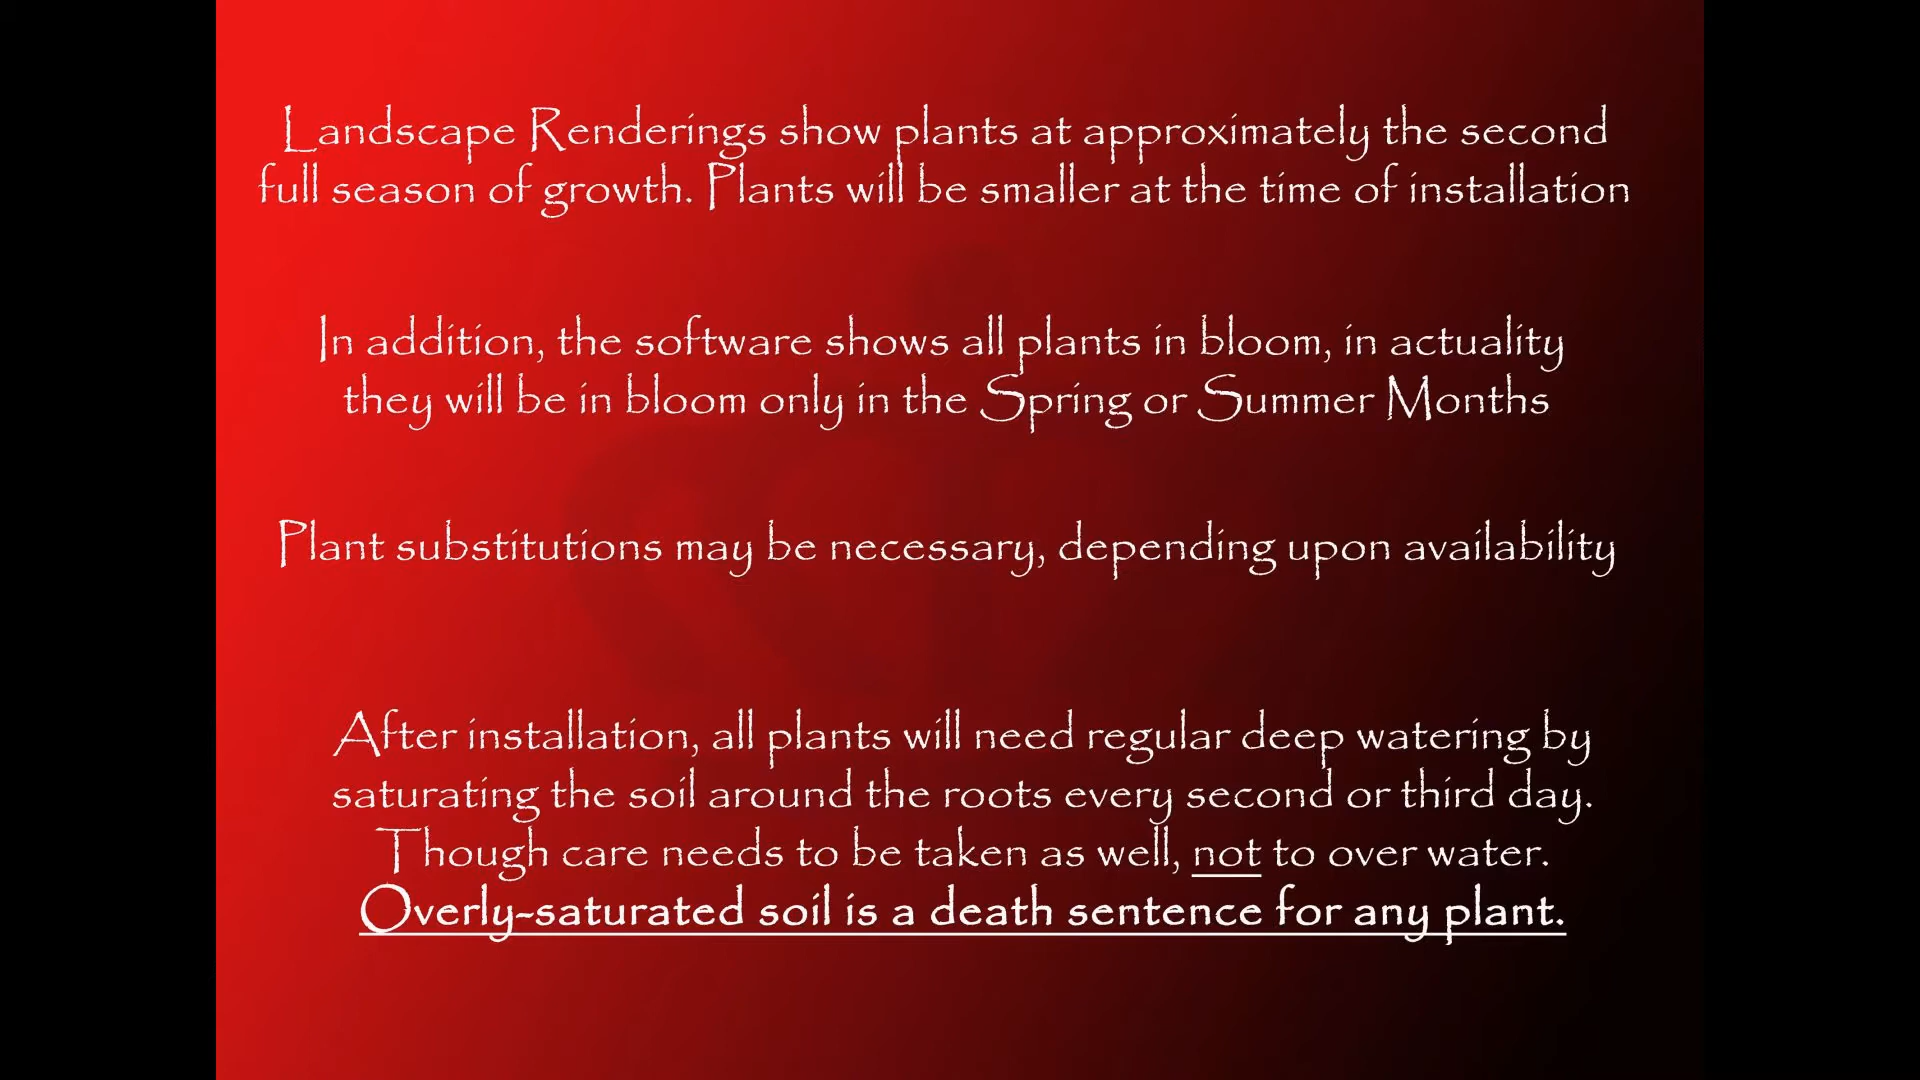 Landscape Renderings show plants at approximately the second
full season of growth. Plants will be smaller at the time of installation
In addition, the software shows all plants in bloom, in actuality
they will be in bloom only in the Spring or Summer Months
Plant substitutions may be necessary, depending upon availability
After installation, all plants will need regular deep watering by
saturating the soil around the roots every second or third day.
Though care needs to be taken as well, not to over water.
Overly-saturated soil is a death sentence for any plant.